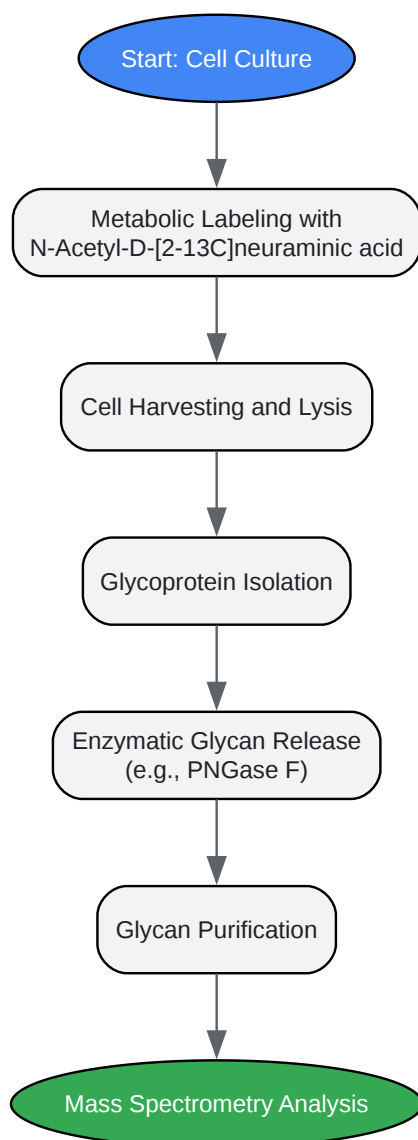 Start: Cell Culture
Metabolic Labeling with
N-Acetyl-D-[2-13C]neuraminic acid
Cell Harvesting and Lysis
Glycoprotein Isolation
Enzymatic Glycan Release
(e.g., PNGase F)
Glycan Purification
Mass Spectrometry Analysis